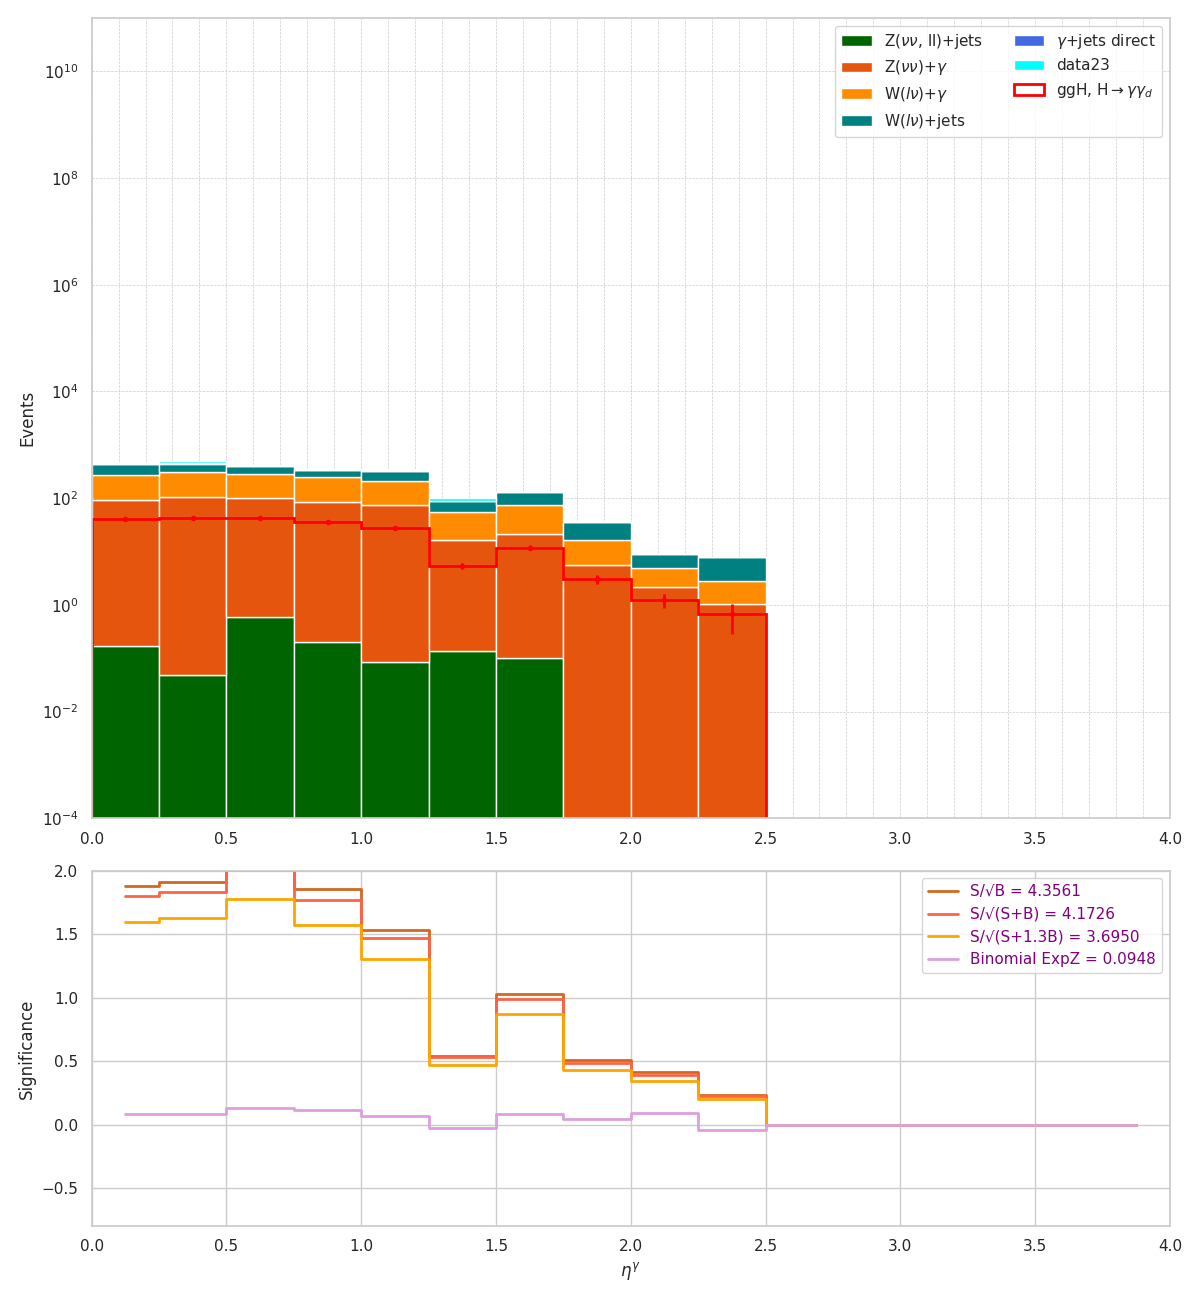 Z(νν, ll)+jets
Z(νν)+γ
W(lν)+γ
W(lν)+jets
γ+jets direct
data23
ggH, H→γγ_d
10^10
10^8
10^6
10^4
10^2
10^0
10^−2
10^−4
Events
0.0 0.5 1.0 1.5 2.0 2.5 3.0 3.5 4.0
S/√B = 4.3561
S/√(S+B) = 4.1726
S/√(S+1.3B) = 3.6950
Binomial ExpZ = 0.0948
2.0
1.5
1.0
0.5
0.0
−0.5
Significance
0.0 0.5 1.0 1.5 2.0 2.5 3.0 3.5 4.0
η^γ